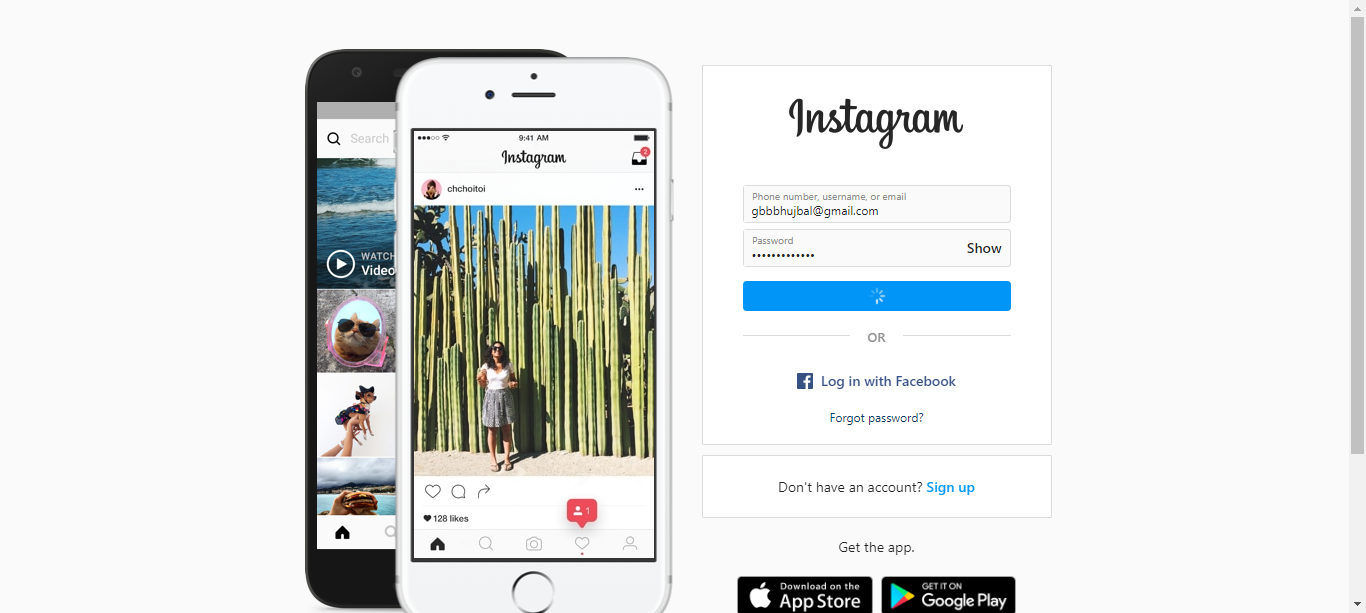 Search
WATCH
Video
9:41 AM
Instagram
2
chchoitoi
1
128 likes
Instagram
Phone number, username, or email
gbbbhujbal@gmail.com
Password
•••••••••••••
Show
OR
Log in with Facebook
Forgot password?
Don't have an account? Sign up
Get the app.
Download on the
App Store
GET IT ON
Google Play